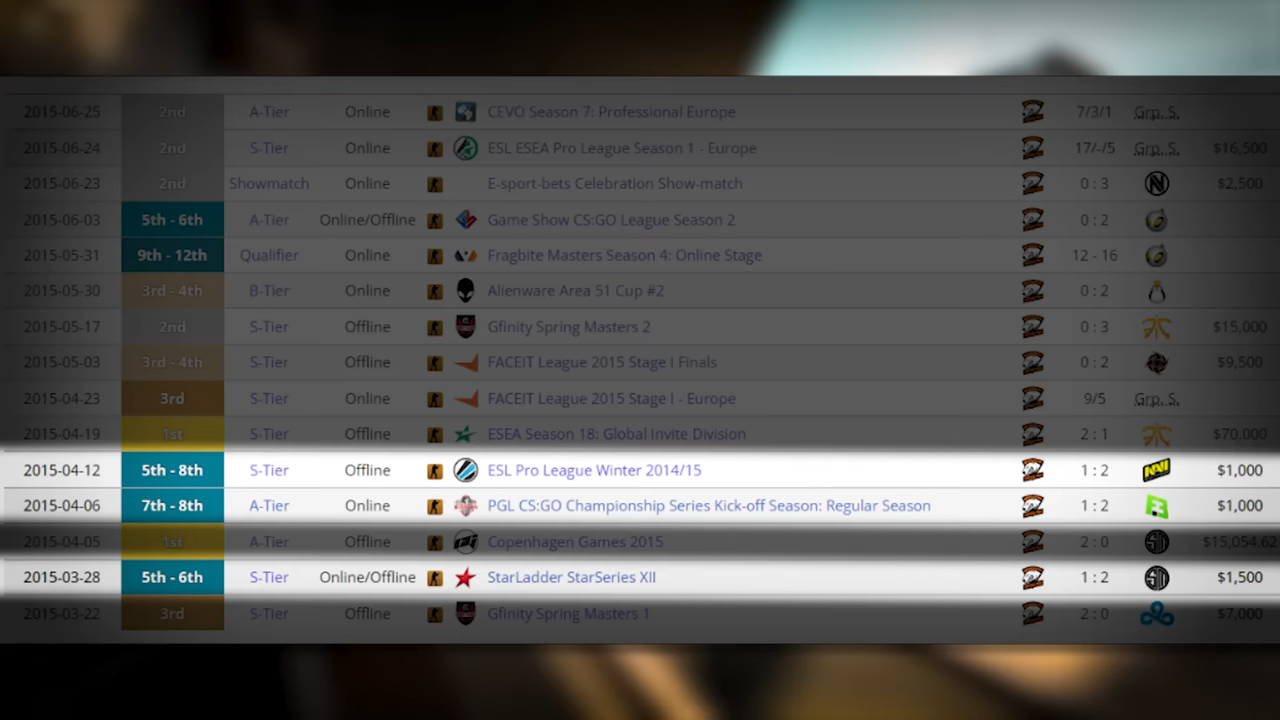 2015-06-25 2nd A-Tier Online CEVO Season 7: Professional Europe 7/3/1 Grp. S.
2015-06-24 2nd S-Tier Online ESL ESEA Pro League Season 1 - Europe 17/-/5 Grp. S. $16,500
2015-06-23 2nd Showmatch Online E-sport-bets Celebration Show-match 0 : 3 $2,500
2015-06-03 5th - 6th A-Tier Online/Offline Game Show CS:GO League Season 2 0 : 2
2015-05-31 9th - 12th Qualifier Online Fragbite Masters Season 4: Online Stage 12 - 16
2015-05-30 3rd - 4th B-Tier Online Alienware Area 51 Cup #2 0 : 2
2015-05-17 2nd S-Tier Offline Gfinity Spring Masters 2 0 : 3 $15,000
2015-05-03 3rd - 4th S-Tier Offline FACEIT League 2015 Stage I Finals 0 : 2 $9,500
2015-04-23 3rd S-Tier Online FACEIT League 2015 Stage I - Europe 9/5 Grp. S.
2015-04-19 1st S-Tier Offline ESEA Season 18: Global Invite Division 2 : 1 $70,000
2015-04-12 5th - 8th S-Tier Offline ESL Pro League Winter 2014/15 1 : 2 NAVI $1,000
2015-04-06 7th - 8th A-Tier Offline PGL CS:GO Championship Series Kick-off Season: Regular Season 1 : 2 $1,000
2015-04-05 1st A-Tier Offline Copenhagen Games 2015 2 : 0 $15,054.62
2015-03-28 5th - 6th S-Tier Online/Offline StarLadder StarSeries XII 1 : 2 $1,500
2015-03-22 3rd S-Tier Offline Gfinity Spring Masters 1 2 : 0 $7,000